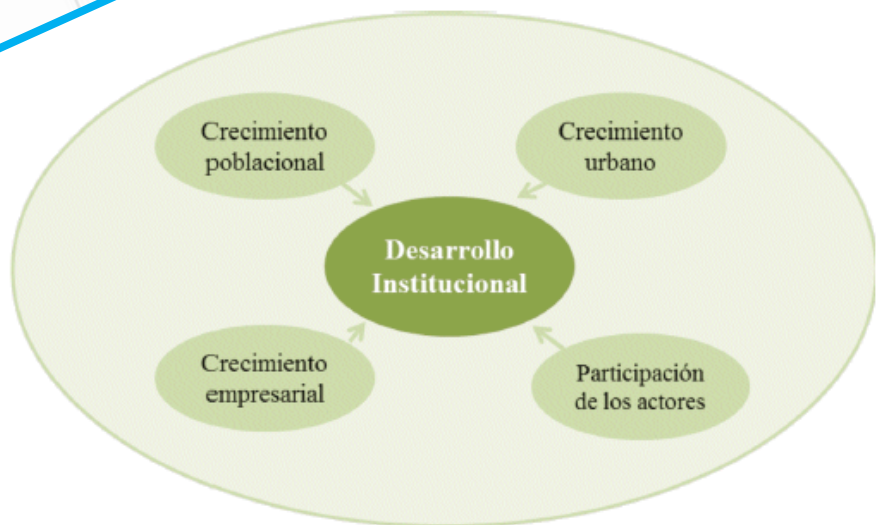 Crecimiento
poblacional
Crecimiento
urbano
Desarrollo
Institucional
Crecimiento
empresarial
Participación
de los actores